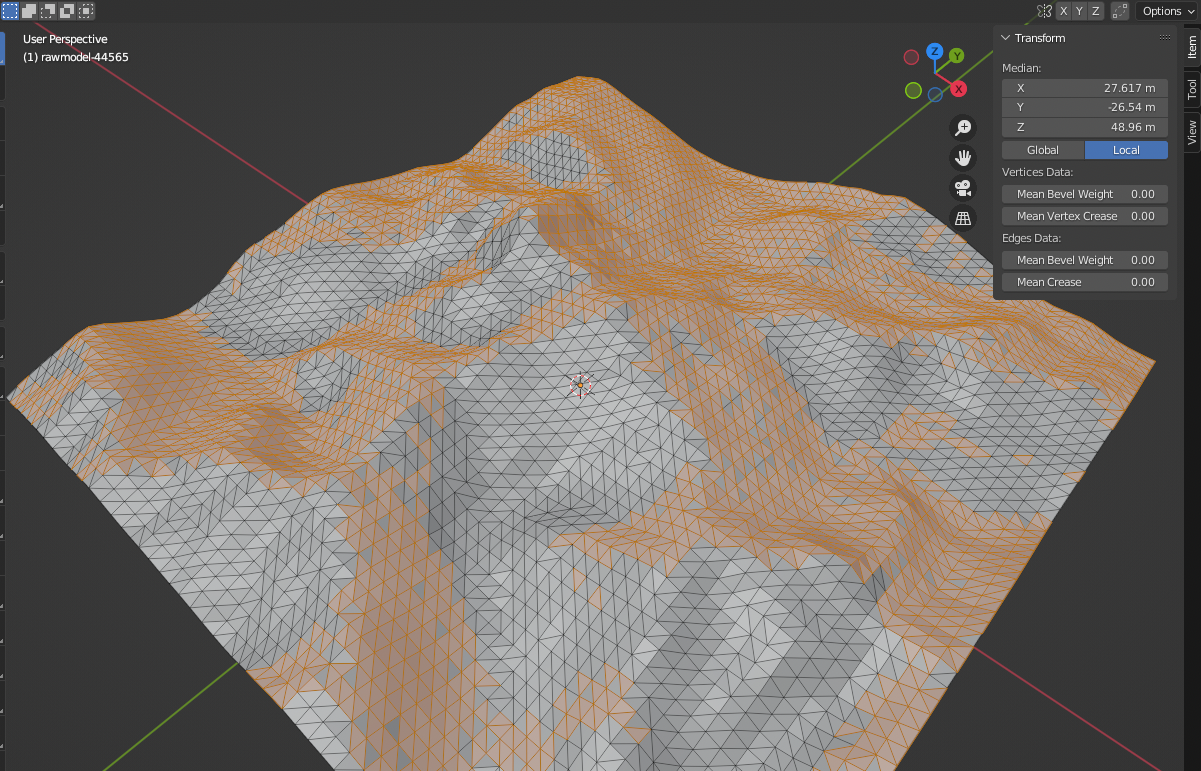 X Y Z Options
User Perspective
(1) rawmodel-44565
Z
Y
X
Transform
Median:
X 27.617 m
Y -26.54 m
Z 48.96 m
Global Local
Vertices Data:
Mean Bevel Weight 0.00
Mean Vertex Crease 0.00
Edges Data:
Mean Bevel Weight 0.00
Mean Crease 0.00
Item
Tool
View